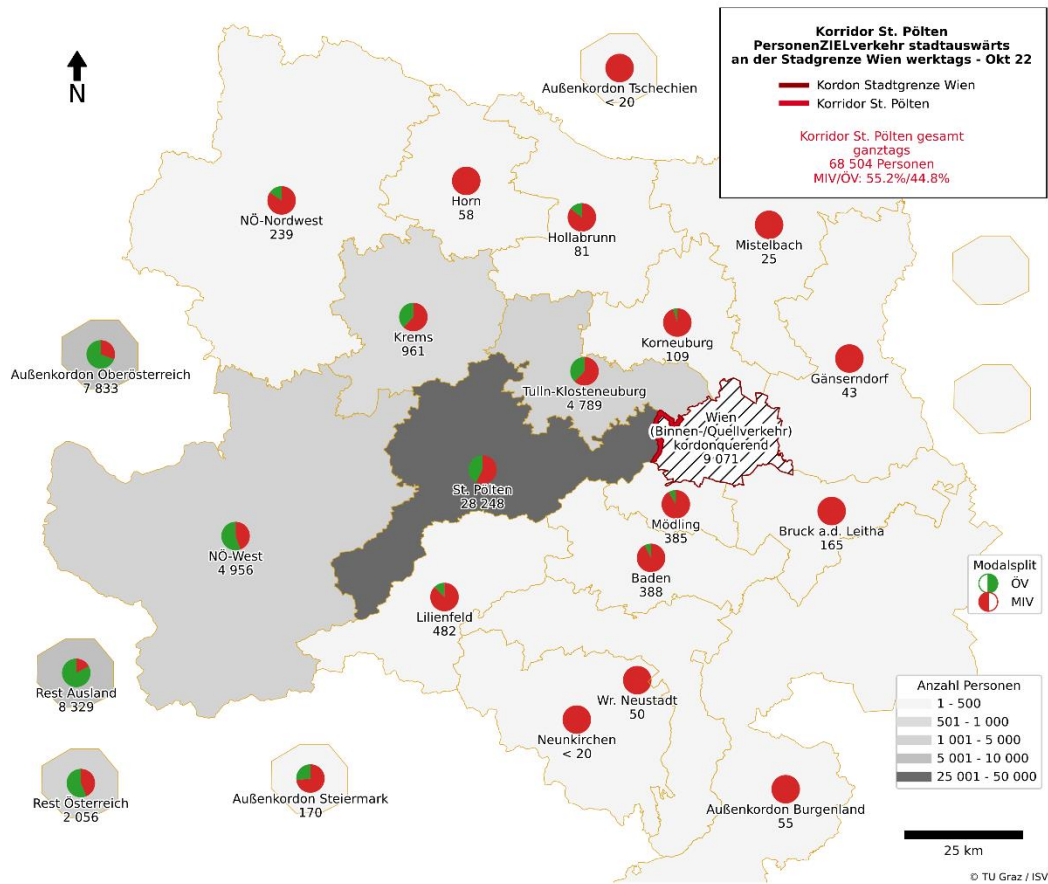 Korridor St. Pölten
PersonenZIELverkehr stadtauswärts
an der Stadgrenze Wien werktags - Okt 22
Kordon Stadtgrenze Wien
Korridor St. Pölten
Korridor St. Pölten gesamt
ganztags
68 504 Personen
MIV/ÖV: 55.2%/44.8%
N
Außenkordon Tschechien
< 20
Horn
58
NÖ-Nordwest
239
Hollabrunn
81
Mistelbach
25
Krems
961
Korneuburg
109
Außenkordon Oberösterreich
7 833
Tulln-Klosteneuburg
4 789
Gänserndorf
43
Wien
(Binnen-/Quellverkehr)
kordonquerend
9 071
St. Pölten
28 248
Mödling
385
Bruck a.d. Leitha
165
NÖ-West
4 956
Baden
388
Modalsplit
ÖV
MIV
Lilienfeld
482
Rest Ausland
8 329
Wr. Neustadt
50
Neunkirchen
< 20
Anzahl Personen
1 - 500
501 - 1 000
1 001 - 5 000
5 001 - 10 000
25 001 - 50 000
Rest Österreich
2 056
Außenkordon Steiermark
170
Außenkordon Burgenland
55
25 km
© TU Graz / ISV